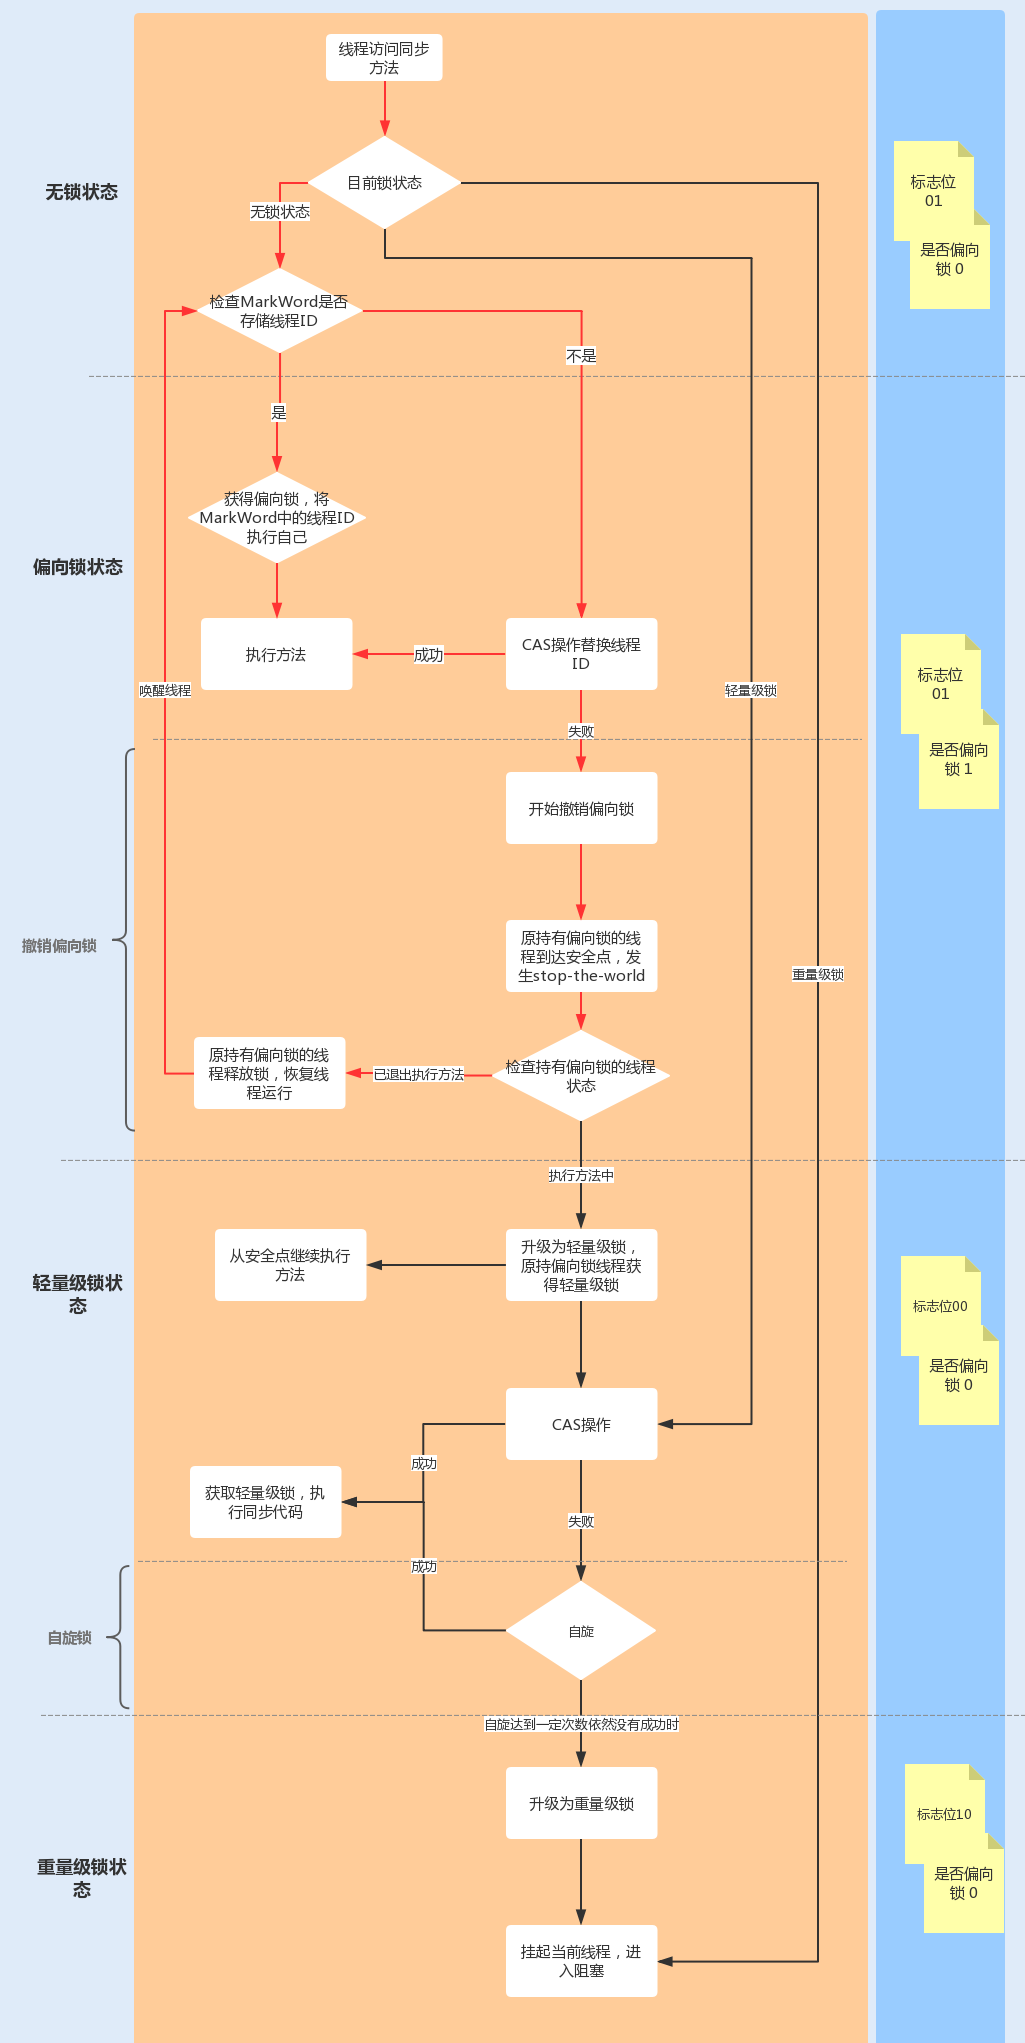 线程访问同步
方法
目前锁状态
无锁状态
标志位
01
无锁状态
是否偏向
锁 0
检查MarkWord是否
存储线程ID
不是
是
获得偏向锁，将
MarkWord中的线程ID
执行自己
偏向锁状态
执行方法
成功
CAS操作替换线程
ID
标志位
01
唤醒线程
轻量级锁
失败
是否偏向
锁 1
开始撤销偏向锁
撤销偏向锁
原持有偏向锁的线
程到达安全点，发
生stop-the-world
重量级锁
原持有偏向锁的线
程释放锁，恢复线
程运行
已退出执行方法
检查持有偏向锁的线程
状态
执行方法中
轻量级锁状
态
从安全点继续执行
方法
升级为轻量级锁，
原持偏向锁线程获
得轻量级锁
标志位00
是否偏向
锁 0
CAS操作
成功
获取轻量级锁，执
行同步代码
失败
成功
自旋锁
自旋
自旋达到一定次数依然没有成功时
升级为重量级锁
标志位10
重量级锁状
态
是否偏向
锁 0
挂起当前线程，进
入阻塞